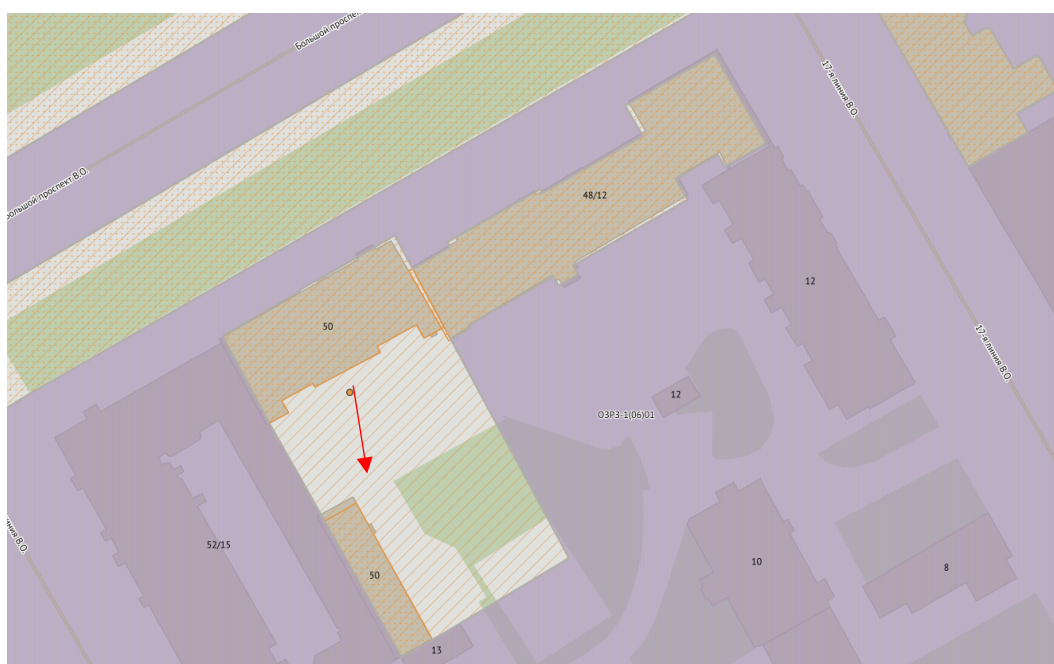 Большой проспект В.О.
17-я линия В.О.
Большой проспект В.О.
48/12
12
50
17-я линия В.О.
12
ОЗРЗ-1(06)01
линия В.О.
52/15
10
8
50
13